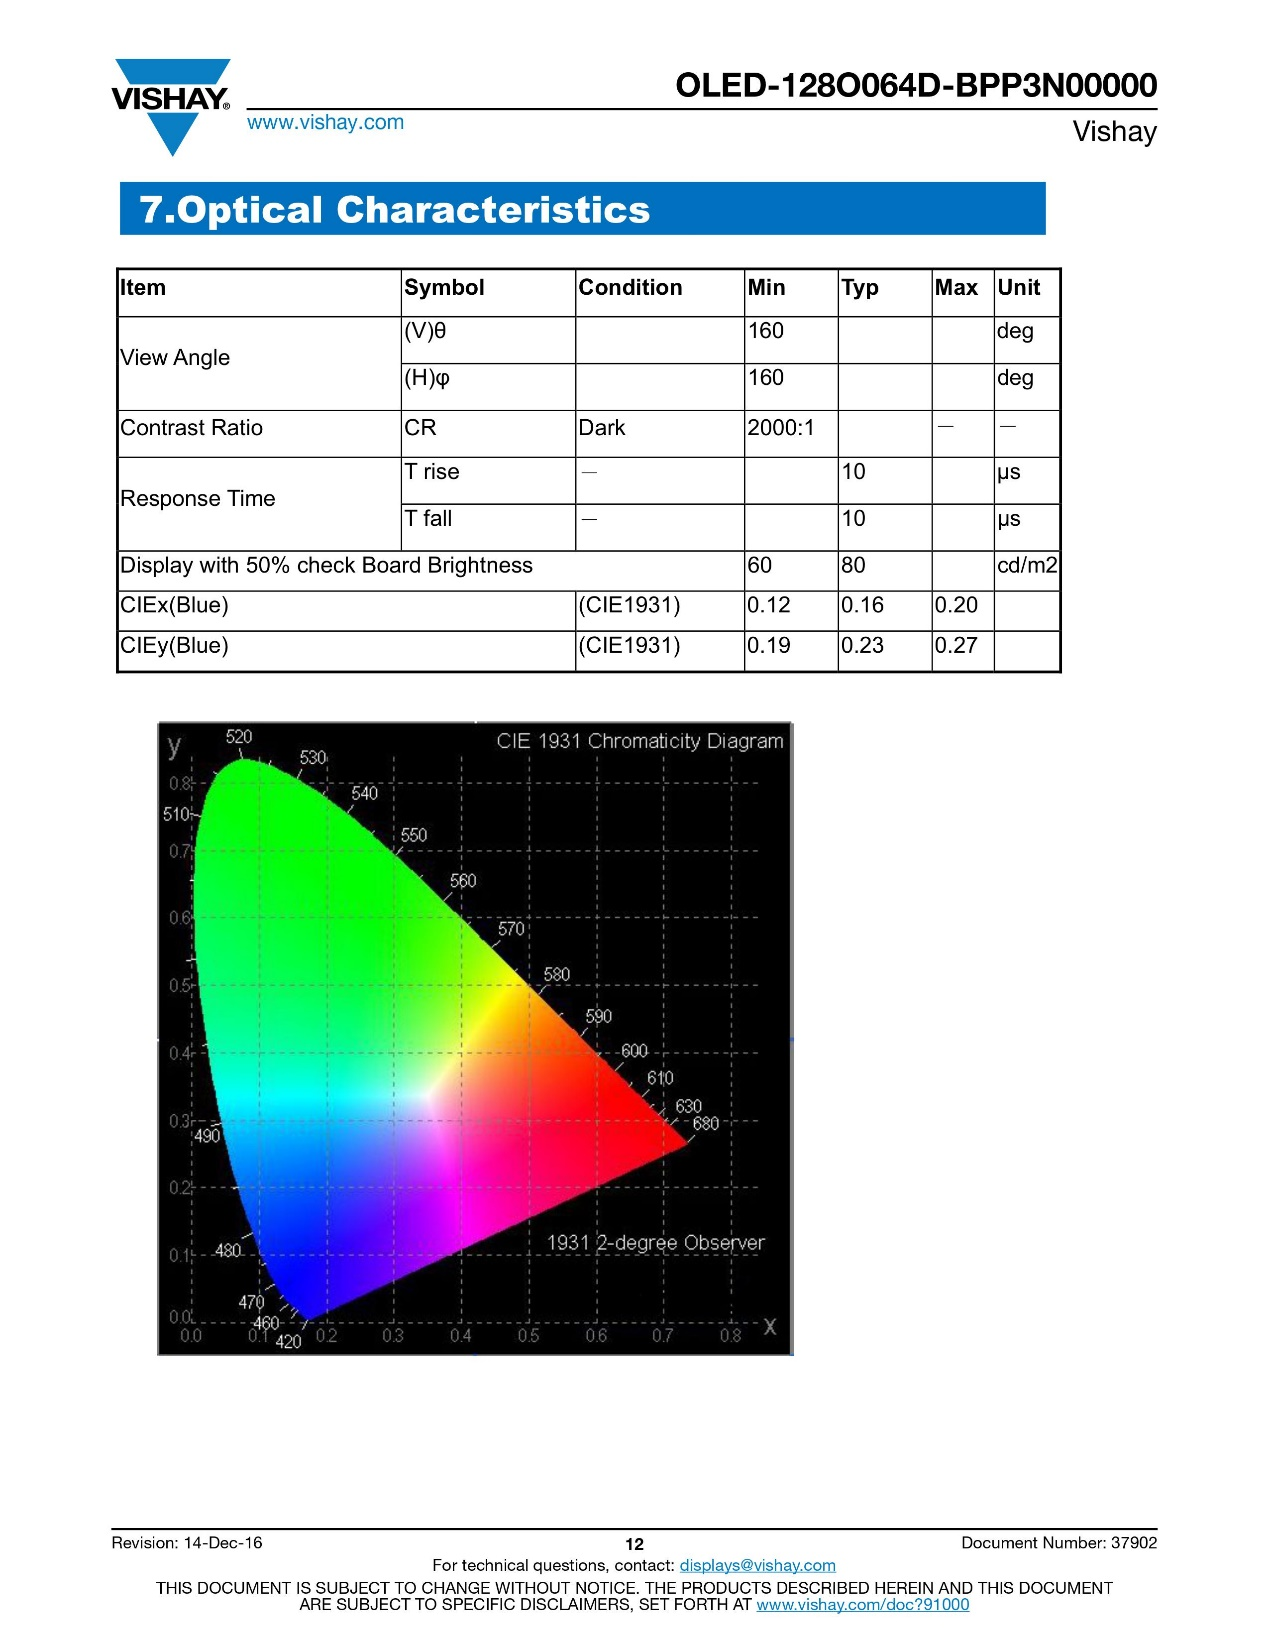 VISHAY®
OLED-128O064D-BPP3N00000
www.vishay.com
Vishay
7.Optical Characteristics
Item Symbol Condition Min Typ Max Unit
View Angle
(V)θ 160 deg
(H)φ 160 deg
Contrast Ratio CR Dark 2000:1 — —
Response Time
T rise — 10 µs
T fall — 10 µs
Display with 50% check Board Brightness 60 80 cd/m2
CIEx(Blue) (CIE1931) 0.12 0.16 0.20
CIEy(Blue) (CIE1931) 0.19 0.23 0.27
y
CIE 1931 Chromaticity Diagram
520
530
0.8
540
510
550
0.7
560
0.6
570
580
0.5
590
0.4
600
610
630
0.3
680
490
0.2
1931 2-degree Observer
480
0.1
470
460
0.0
420
0.0 0.1 0.2 0.3 0.4 0.5 0.6 0.7 0.8 X
Revision: 14-Dec-16
12
Document Number: 37902
For technical questions, contact: displays@vishay.com
THIS DOCUMENT IS SUBJECT TO CHANGE WITHOUT NOTICE. THE PRODUCTS DESCRIBED HEREIN AND THIS DOCUMENT
ARE SUBJECT TO SPECIFIC DISCLAIMERS, SET FORTH AT www.vishay.com/doc?91000